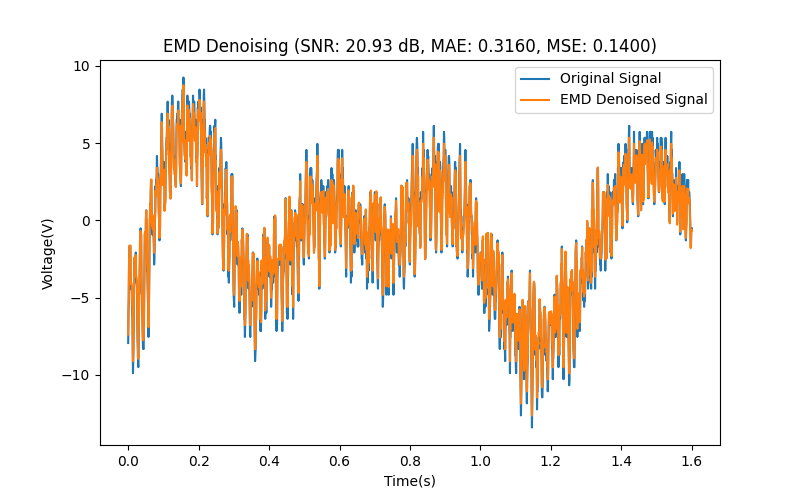 EMD Denoising (SNR: 20.93 dB, MAE: 0.3160, MSE: 0.1400)
Original Signal
EMD Denoised Signal
10
5
0
−5
−10
Voltage(V)
0.0 0.2 0.4 0.6 0.8 1.0 1.2 1.4 1.6
Time(s)